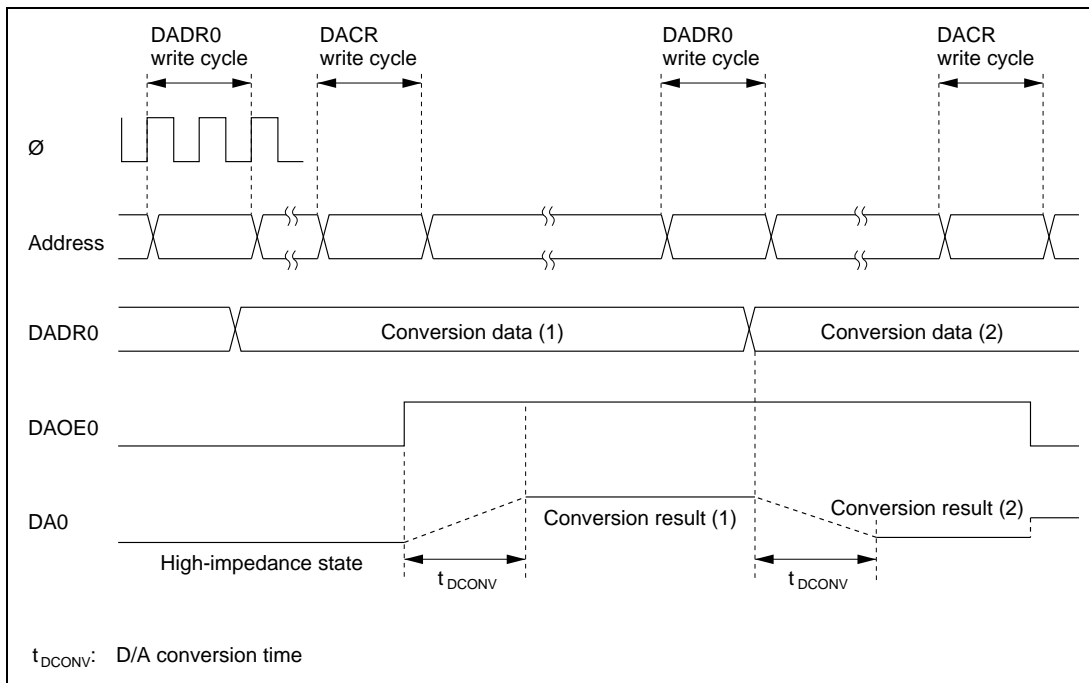 DADR0
write cycle
DACR
write cycle
DADR0
write cycle
DACR
write cycle
Ø
Address
DADR0
Conversion data (1)
Conversion data (2)
DAOE0
DA0
Conversion result (1)
Conversion result (2)
High-impedance state
t DCONV
t DCONV
t DCONV: D/A conversion time